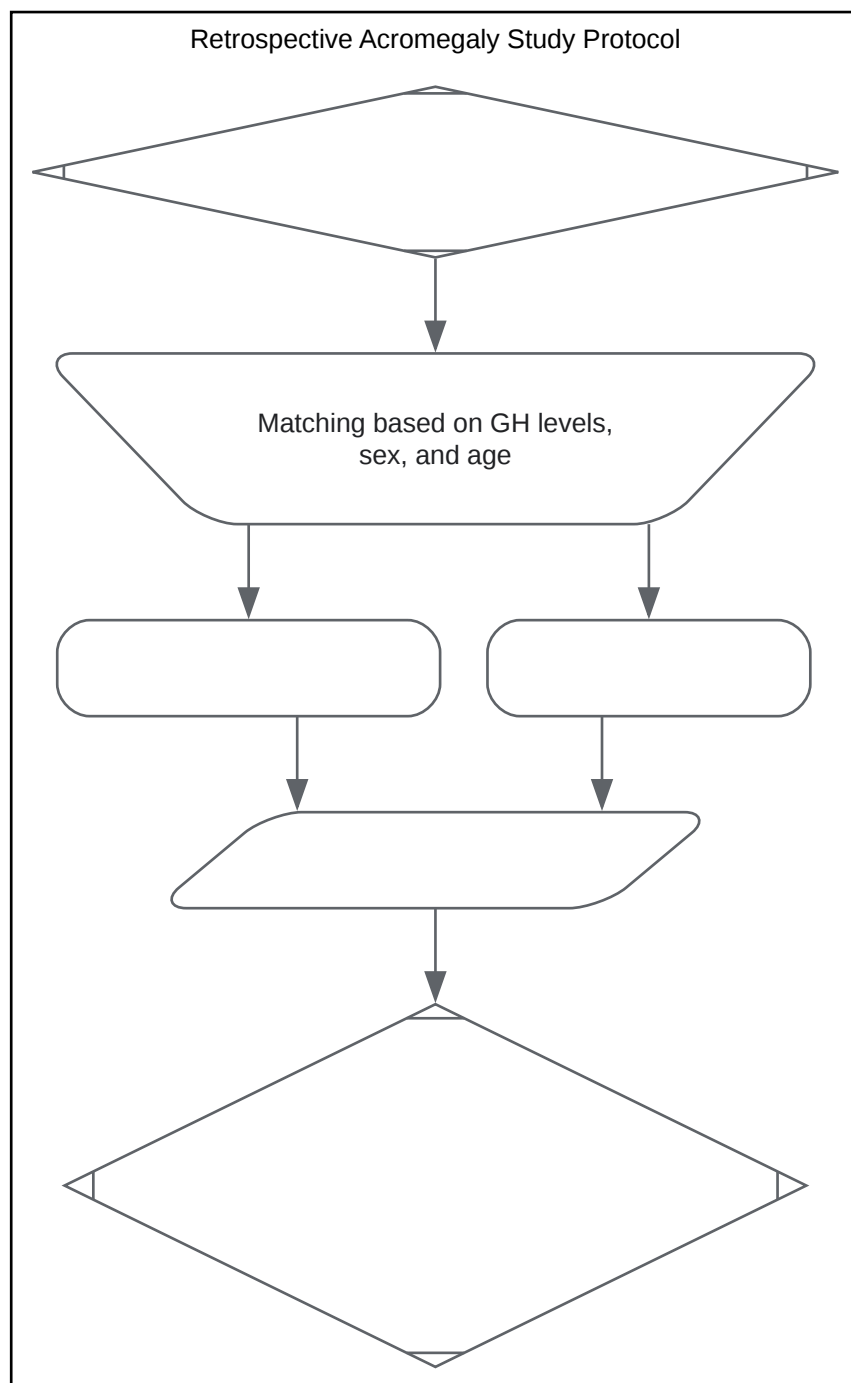 Retrospective Acromegaly Study Protocol
Matching based on GH levels,
sex, and age